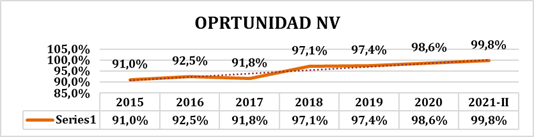 OPRTUNIDAD NV
105,0%
100,0%
95,0%
90,0%
85,0%
91,0% 92,5% 91,8% 97,1% 97,4% 98,6% 99,8%
2015 2016 2017 2018 2019 2020 2021-II
Series1 91,0% 92,5% 91,8% 97,1% 97,4% 98,6% 99,8%